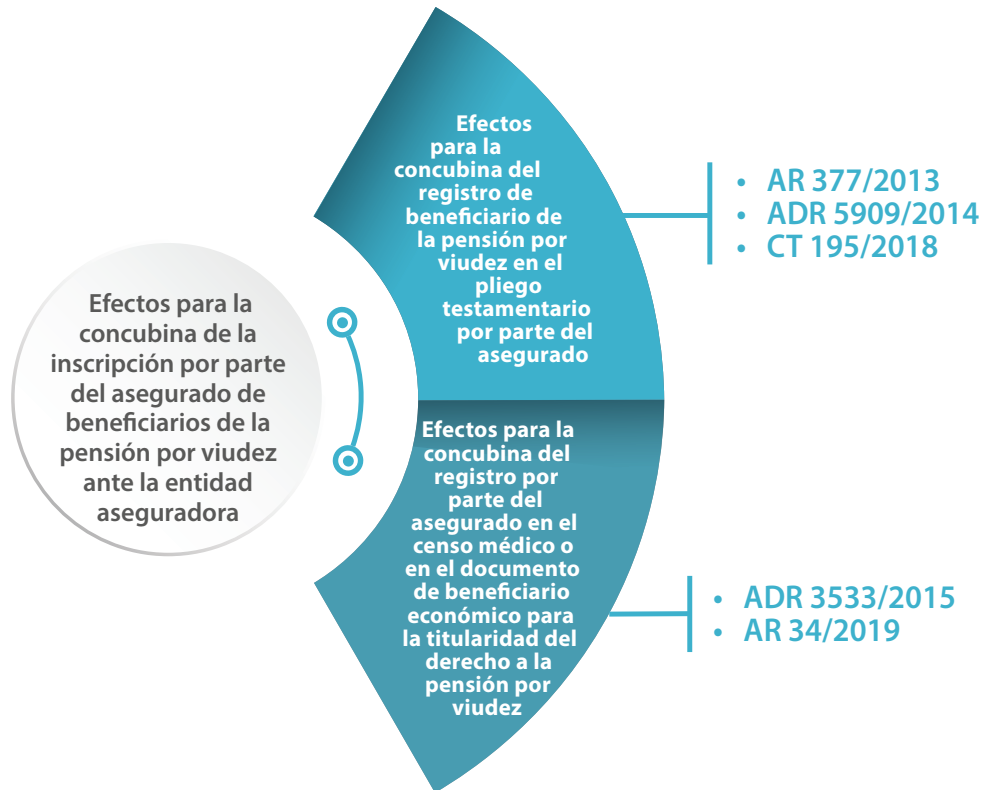 Efectos para la
concubina de la
inscripción por parte
del asegurado de
beneficiarios de la
pensión por viudez
ante la entidad
aseguradora
Efectos
para la
concubina del
registro de
beneficiario de
la pensión por
viudez en el
pliego
testamentario
por parte del
asegurado
• AR 377/2013
• ADR 5909/2014
• CT 195/2018
Efectos para la
concubina del
registro por
parte del
asegurado en el
censo médico o
en el documento
de beneficiario
económico para
la titularidad del
derecho a la
pensión por
viudez
• ADR 3533/2015
• AR 34/2019